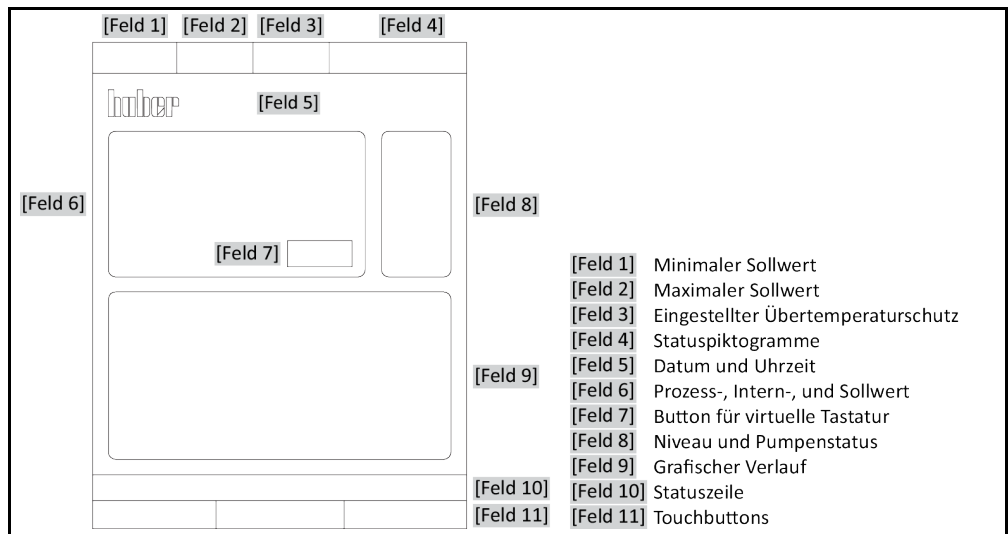 [Feld 1] [Feld 2] [Feld 3] [Feld 4]
huber
[Feld 5]
[Feld 6]
[Feld 8]
[Feld 7]
[Feld 9]
[Feld 10]
[Feld 11]
[Feld 1] Minimaler Sollwert
[Feld 2] Maximaler Sollwert
[Feld 3] Eingestellter Übertemperaturschutz
[Feld 4] Statuspiktogramme
[Feld 5] Datum und Uhrzeit
[Feld 6] Prozess-, Intern-, und Sollwert
[Feld 7] Button für virtuelle Tastatur
[Feld 8] Niveau und Pumpenstatus
[Feld 9] Grafischer Verlauf
[Feld 10] Statuszeile
[Feld 11] Touchbuttons